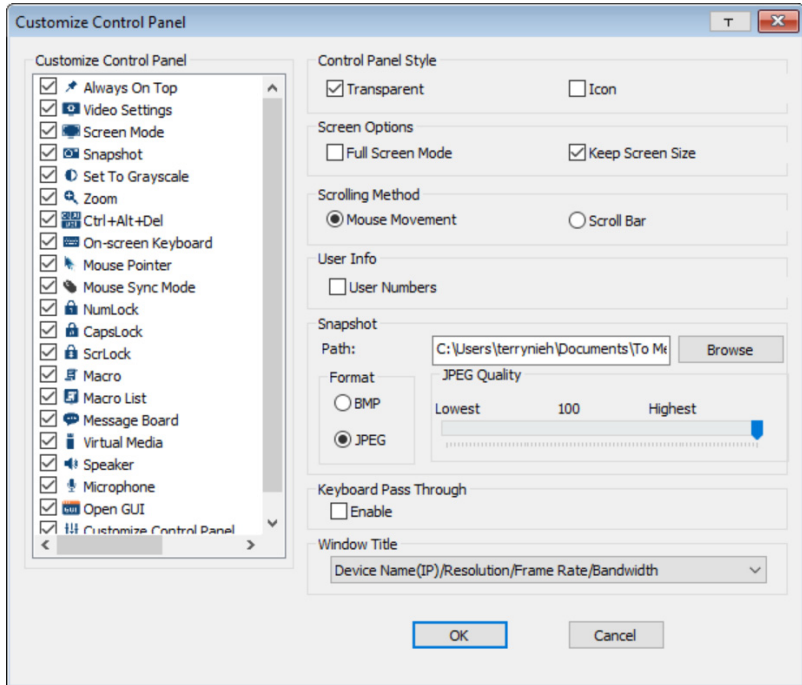 Customize Control Panel
Customize Control Panel
Always On Top
Video Settings
Screen Mode
Snapshot
Set To Grayscale
Zoom
Ctrl+Alt+Del
On-screen Keyboard
Mouse Pointer
Mouse Sync Mode
NumLock
CapsLock
ScrLock
Macro
Macro List
Message Board
Virtual Media
Speaker
Microphone
Open GUI
Customize Control Panel
Control Panel Style
Transparent Icon
Screen Options
Full Screen Mode Keep Screen Size
Scrolling Method
Mouse Movement Scroll Bar
User Info
User Numbers
Snapshot
Path: C:\Users\terrynieh\Documents\To Me Browse
Format
BMP
JPEG
JPEG Quality
Lowest 100 Highest
Keyboard Pass Through
Enable
Window Title
Device Name(IP)/Resolution/Frame Rate/Bandwidth
OK Cancel